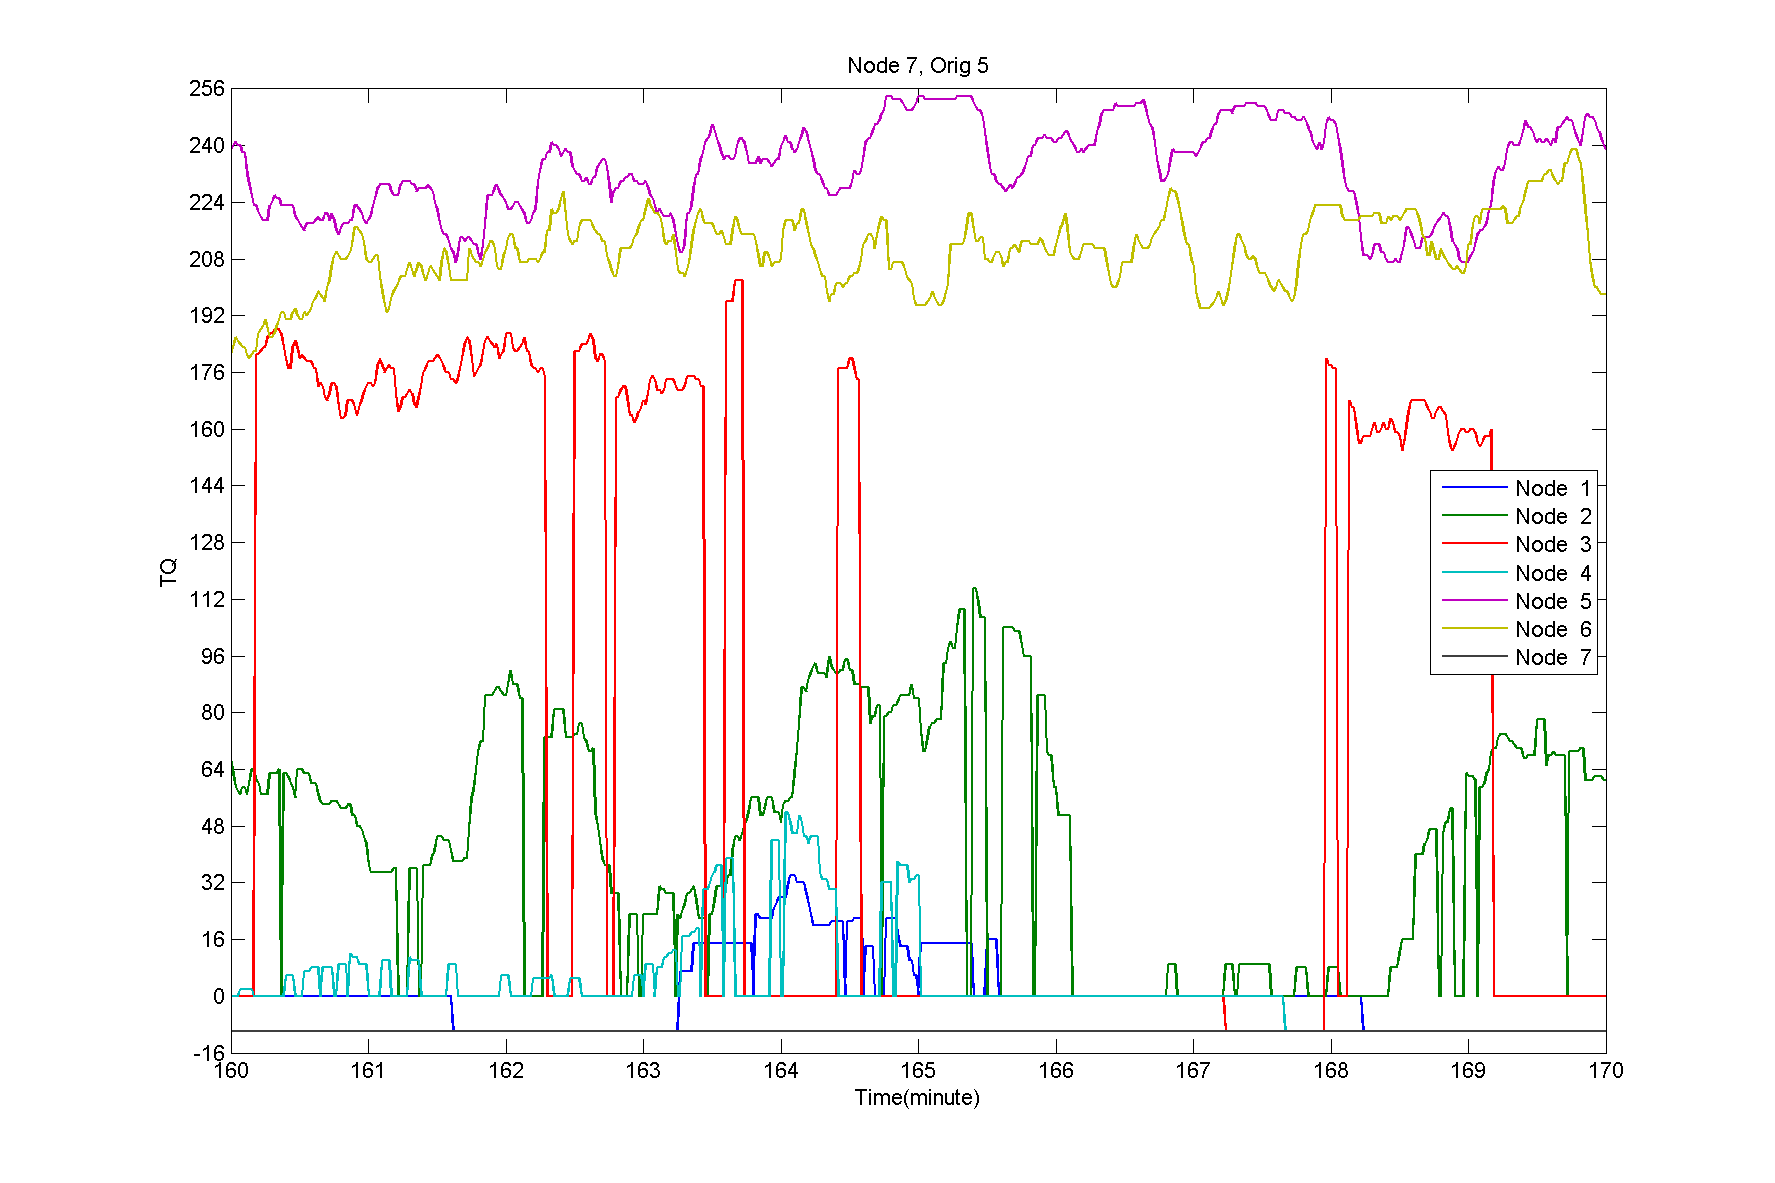 Node 7, Orig 5
256
240
224
208
192
176
160
144
128
112
96
80
64
48
32
16
0
-16
TQ
Node 1
Node 2
Node 3
Node 4
Node 5
Node 6
Node 7
160 161 162 163 164 165 166 167 168 169 170
Time(minute)